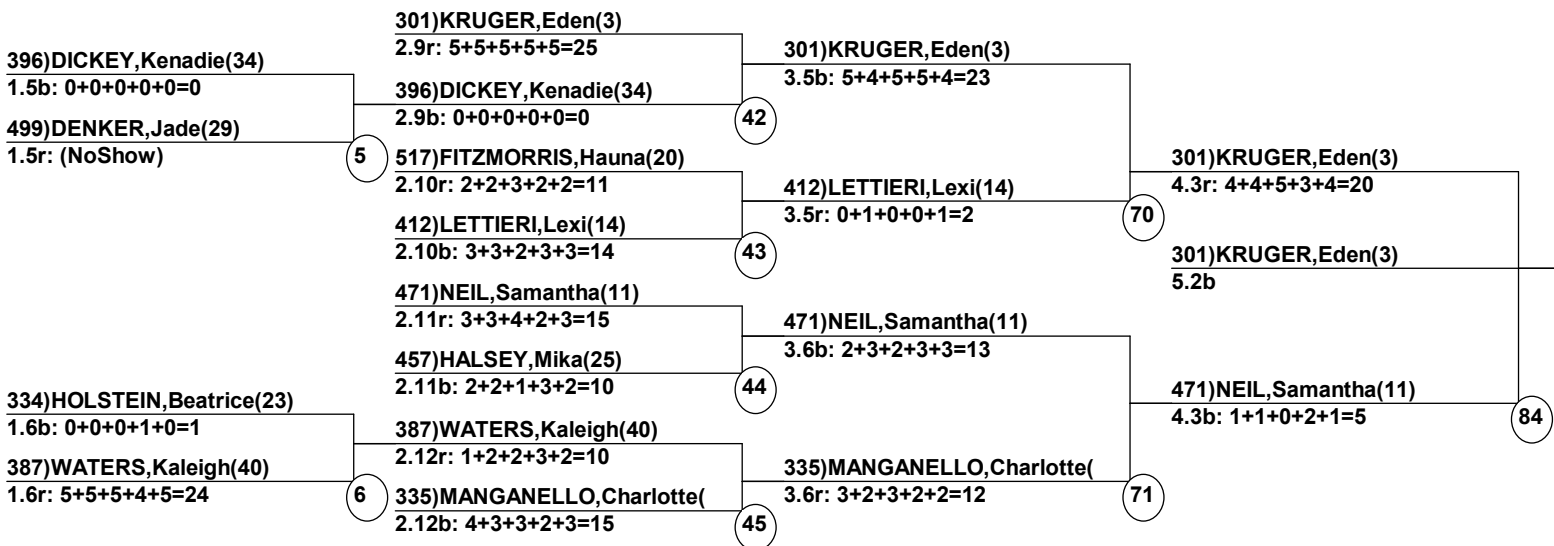 396)DICKEY,Kenadie(34)
1.5b: 0+0+0+0+0=0
499)DENKER,Jade(29)
1.5r: (NoShow)
5
334)HOLSTEIN,Beatrice(23)
1.6b: 0+0+0+1+0=1
387)WATERS,Kaleigh(40)
1.6r: 5+5+5+4+5=24
6
301)KRUGER,Eden(3)
2.9r: 5+5+5+5+5=25
396)DICKEY,Kenadie(34)
2.9b: 0+0+0+0+0=0
42
517)FITZMORRIS,Hauna(20)
2.10r: 2+2+3+2+2=11
412)LETTIERI,Lexi(14)
2.10b: 3+3+2+3+3=14
43
471)NEIL,Samantha(11)
2.11r: 3+3+4+2+3=15
457)HALSEY,Mika(25)
2.11b: 2+2+1+3+2=10
44
387)WATERS,Kaleigh(40)
2.12r: 1+2+2+3+2=10
335)MANGANELLO,Charlotte(
2.12b: 4+3+3+2+3=15
45
301)KRUGER,Eden(3)
3.5b: 5+4+5+5+4=23
412)LETTIERI,Lexi(14)
3.5r: 0+1+0+0+1=2
70
471)NEIL,Samantha(11)
3.6b: 2+3+2+3+3=13
335)MANGANELLO,Charlotte(
3.6r: 3+2+3+2+2=12
71
301)KRUGER,Eden(3)
4.3r: 4+4+5+3+4=20
471)NEIL,Samantha(11)
4.3b: 1+1+0+2+1=5
84
301)KRUGER,Eden(3)
5.2b